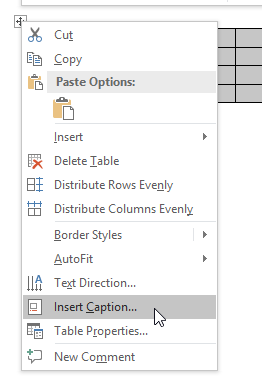 Cut
Copy
Paste Options:
Insert
Delete Table
Distribute Rows Evenly
Distribute Columns Evenly
Border Styles
AutoFit
Text Direction...
Insert Caption...
Table Properties...
New Comment